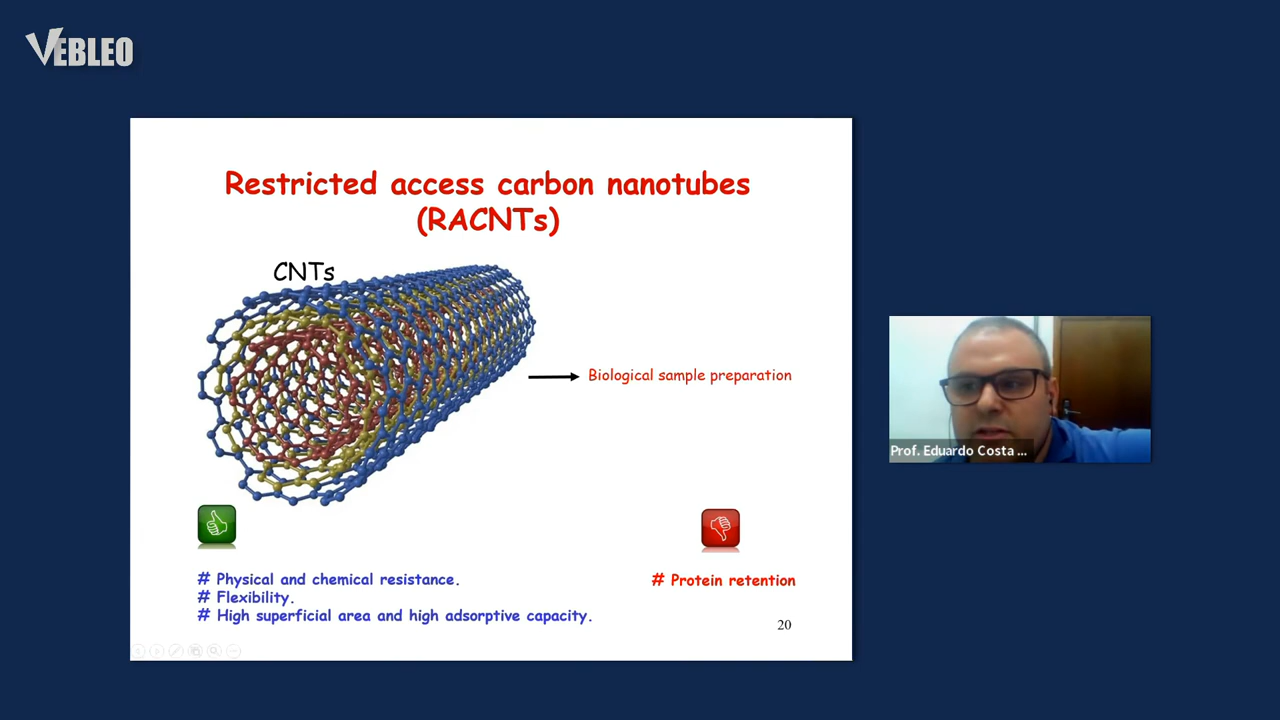 VEBLEO
Restricted access carbon nanotubes
(RACNTs)
CNTs
Biological sample preparation
Prof. Eduardo Costa ...
# Physical and chemical resistance.
# Flexibility.
# High superficial area and high adsorptive capacity.
# Protein retention
20